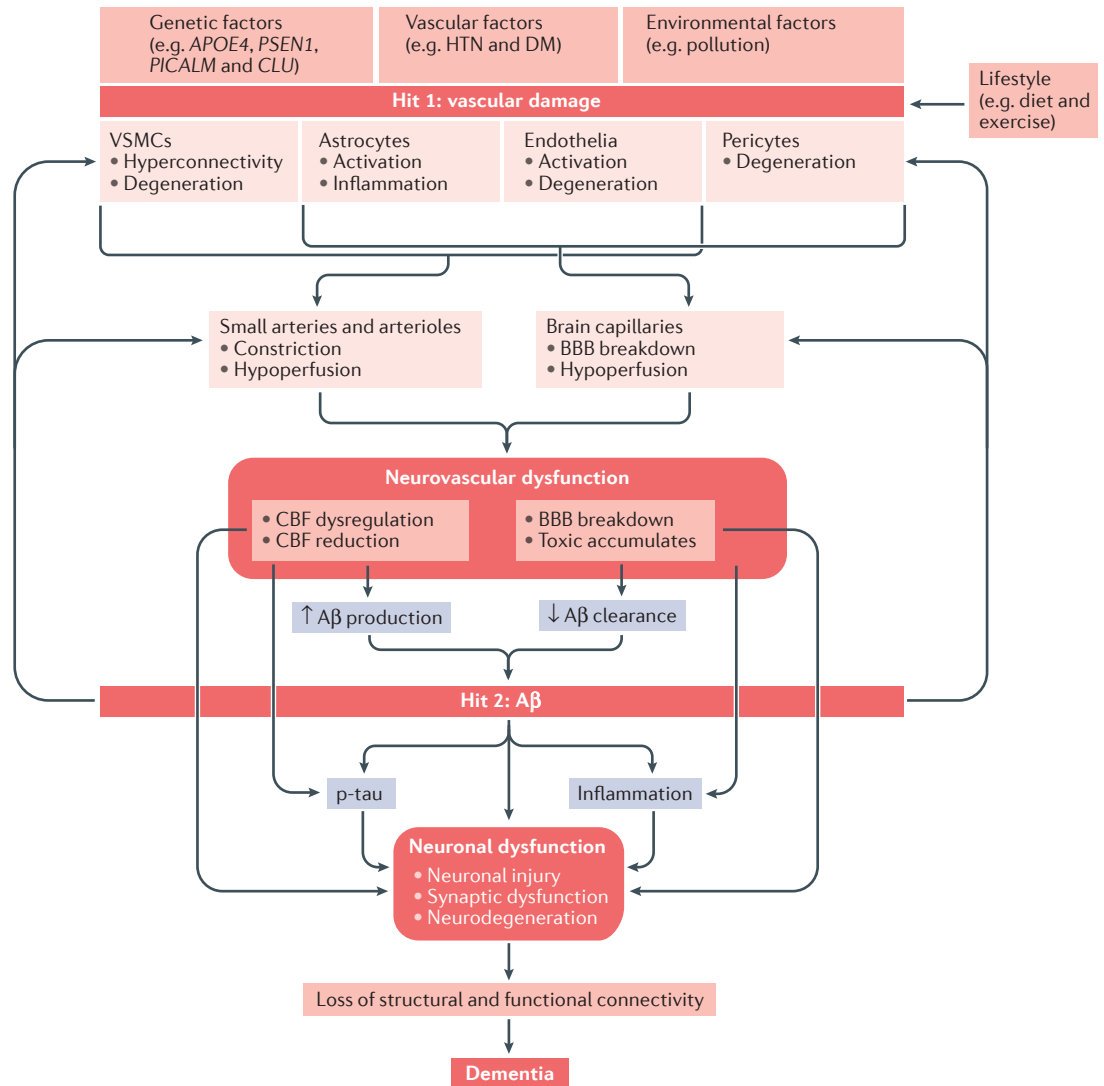 Genetic factors
(e.g. APOE4, PSEN1,
PICALM and CLU)
Vascular factors
(e.g. HTN and DM)
Environmental factors
(e.g. pollution)
Hit 1: vascular damage
Lifestyle
(e.g. diet and
exercise)
VSMCs
• Hyperconnectivity
• Degeneration
Astrocytes
• Activation
• Inflammation
Endothelia
• Activation
• Degeneration
Pericytes
• Degeneration
Small arteries and arterioles
• Constriction
• Hypoperfusion
Brain capillaries
• BBB breakdown
• Hypoperfusion
Neurovascular dysfunction
• CBF dysregulation
• CBF reduction
• BBB breakdown
• Toxic accumulates
↑ Aβ production
↓ Aβ clearance
Hit 2: Aβ
p-tau
Inflammation
Neuronal dysfunction
• Neuronal injury
• Synaptic dysfunction
• Neurodegeneration
Loss of structural and functional connectivity
Dementia